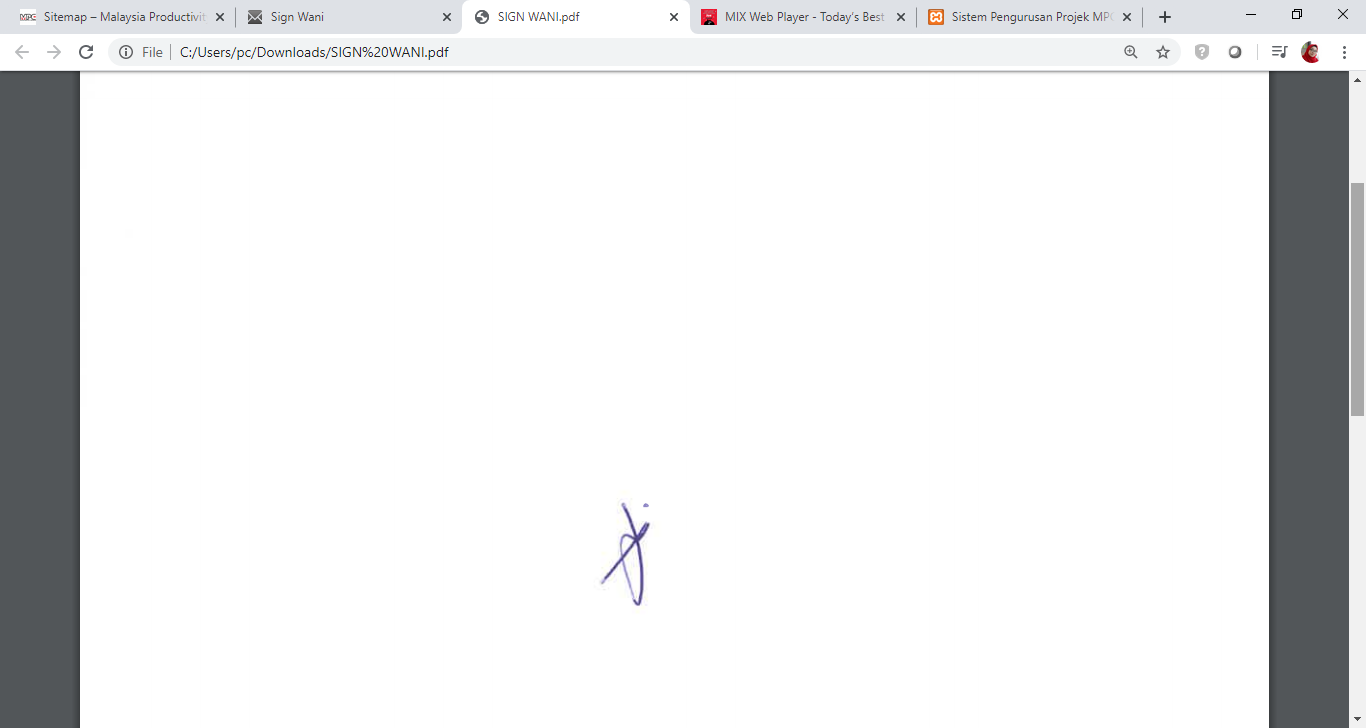 Sitemap – Malaysia Productivit
Sign Wani
SIGN WANI.pdf
MIX Web Player - Today's Best
Sistem Pengurusan Projek MPC
File
C:/Users/pc/Downloads/SIGN%20WANI.pdf